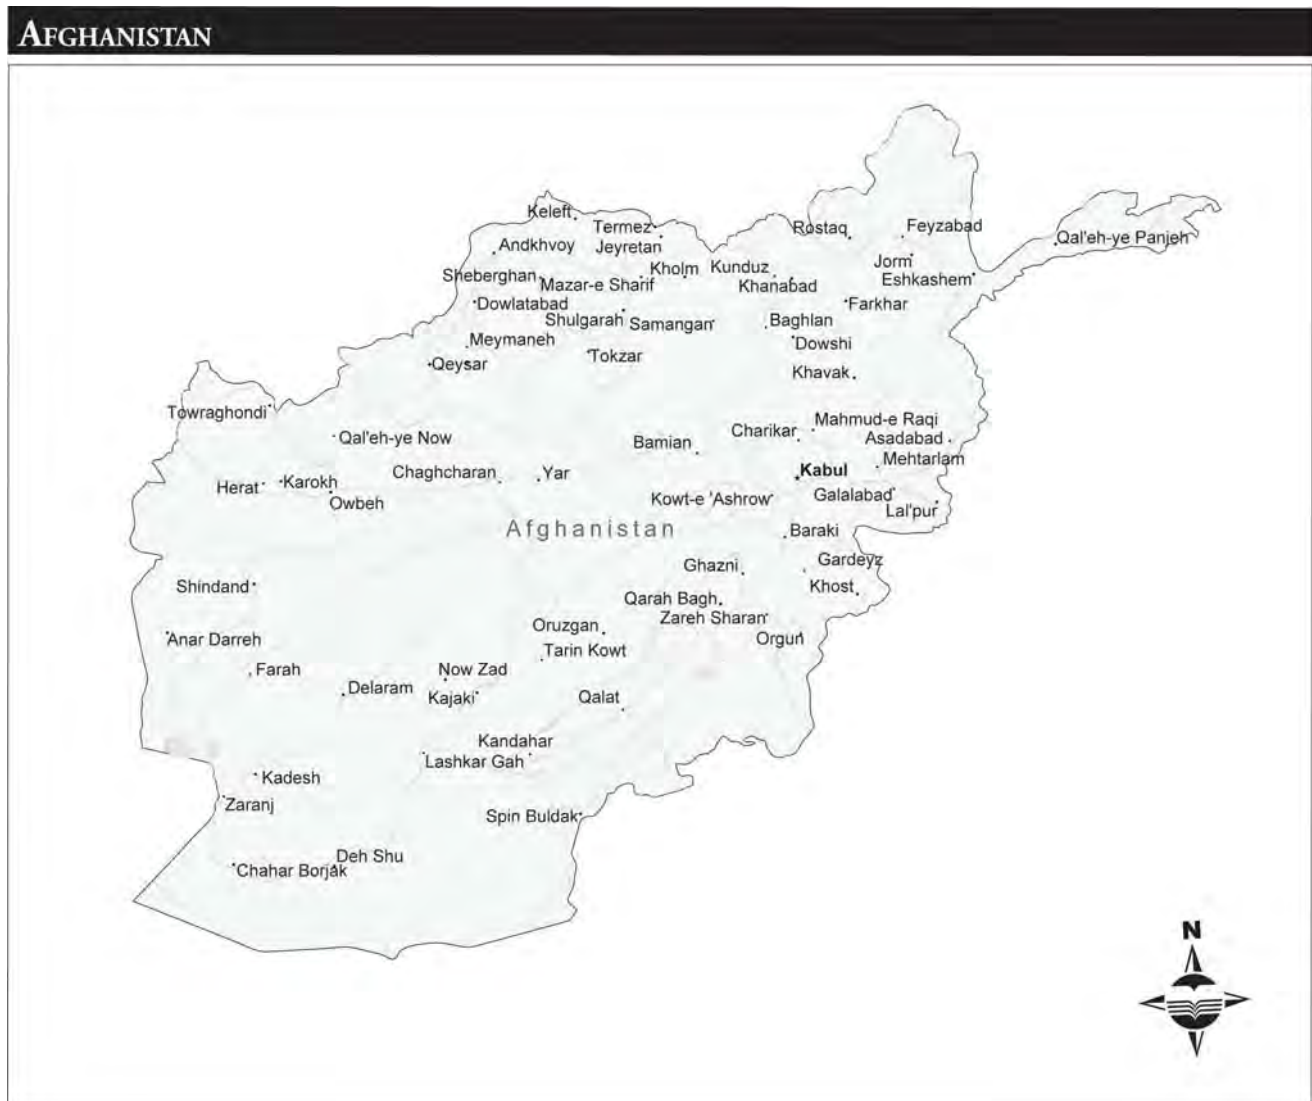 AFGHANISTAN
Keleft
Termez
Rostaq
Feyzabad
Andkhvoy
Jeyretan
Qal'eh-ye Panjeh
Jorm
Sheberghan
Kholm
Kunduz
Eshkashem
Mazar-e Sharif
Khanabad
Dowlatabad
Farkhar
Shulgarah
Samangan
Baghlan
Meymaneh
Dowshi
Tokzar
Qeysar
Khavak
Towraghondi
Mahmud-e Raqi
Qal'eh-ye Now
Bamian
Charikar
Asadabad
Mehtarlam
Chaghcharan
Yar
Kabul
Herat
Karokh
Owbeh
Kowt-e 'Ashrow
Galalabad
Lal'pur
Afghanistan
Baraki
Ghazni
Gardeyz
Shindand
Khost
Qarah Bagh
Zareh Sharan
Oruzgan
Anar Darreh
Orgun
Tarin Kowt
Farah
Now Zad
Delaram
Kajaki
Qalat
Kandahar
Lashkar Gah
Kadesh
Zaranj
Spin Buldak
Deh Shu
Chahar Borjak
N